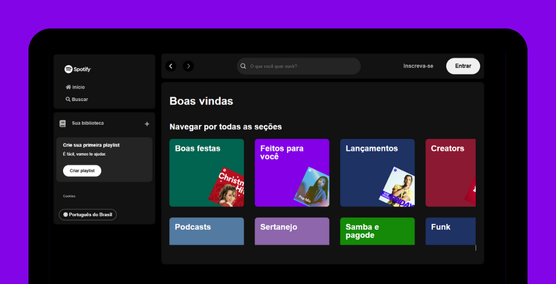 Spotify
Início
Buscar
Sua biblioteca
+
Crie sua primeira playlist
É fácil, vamos te ajudar.
Criar playlist
Cookies
Português do Brasil
O que você quer ouvir?
Inscreva-se
Entrar
Boas vindas
Navegar por todas as seções
Boas festas
Feitos para
você
Lançamentos
Creators
Podcasts
Sertanejo
Samba e
pagode
Funk